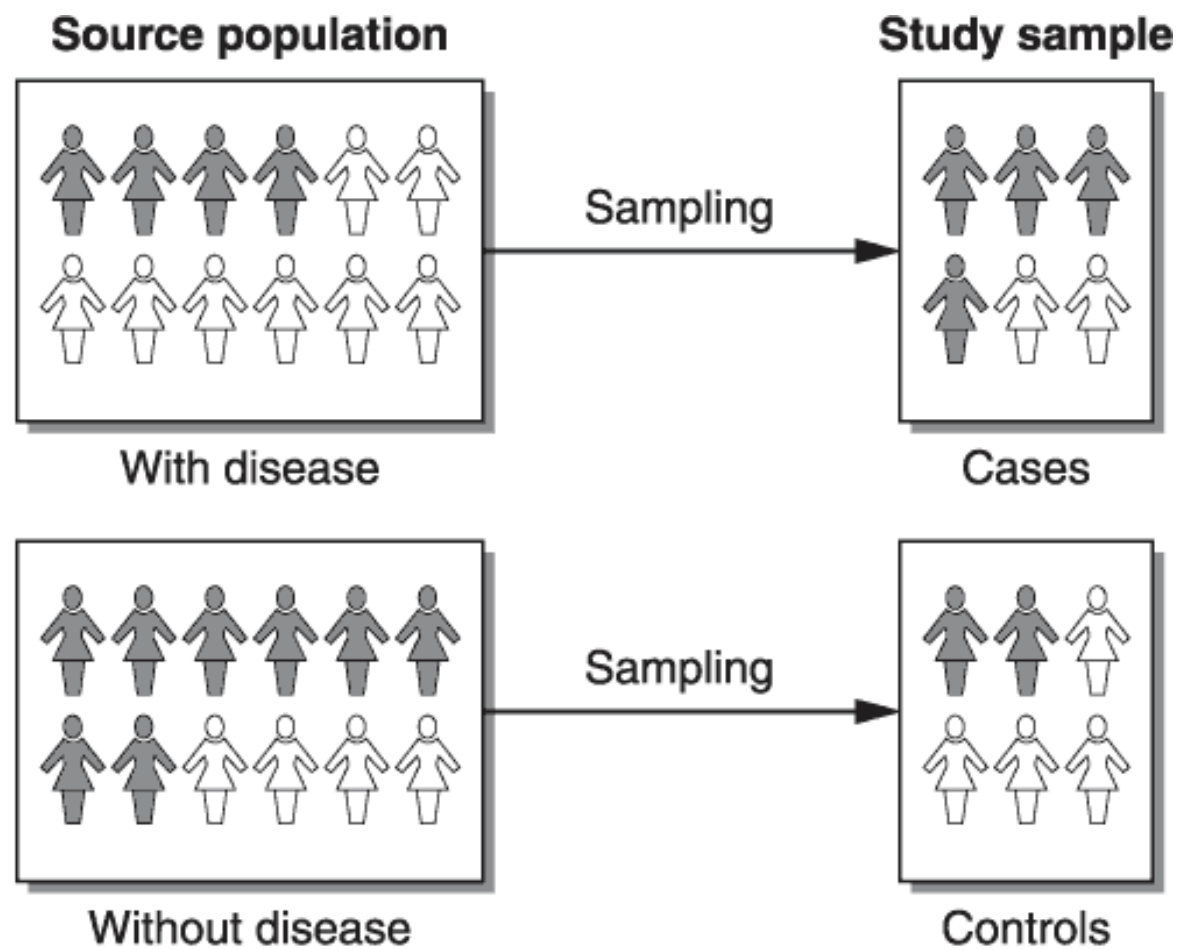 Source population
Study sample
Sampling
With disease
Cases
Sampling
Without disease
Controls